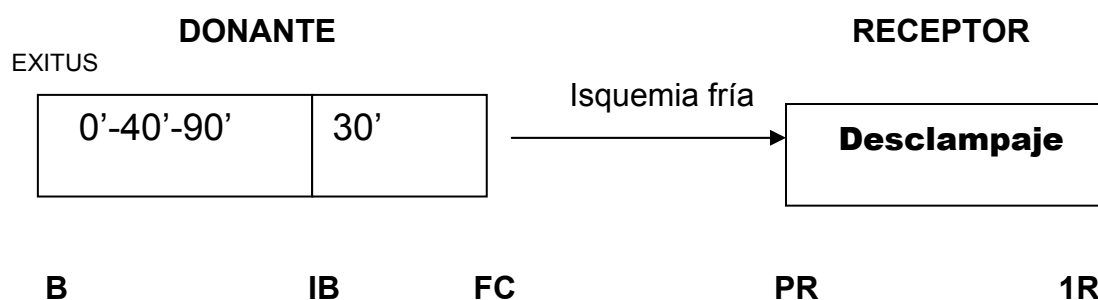 DONANTE RECEPTOR
EXITUS
Isquemia fría
0’-40’-90’ 30’ Desclampaje
B IB FC PR 1R